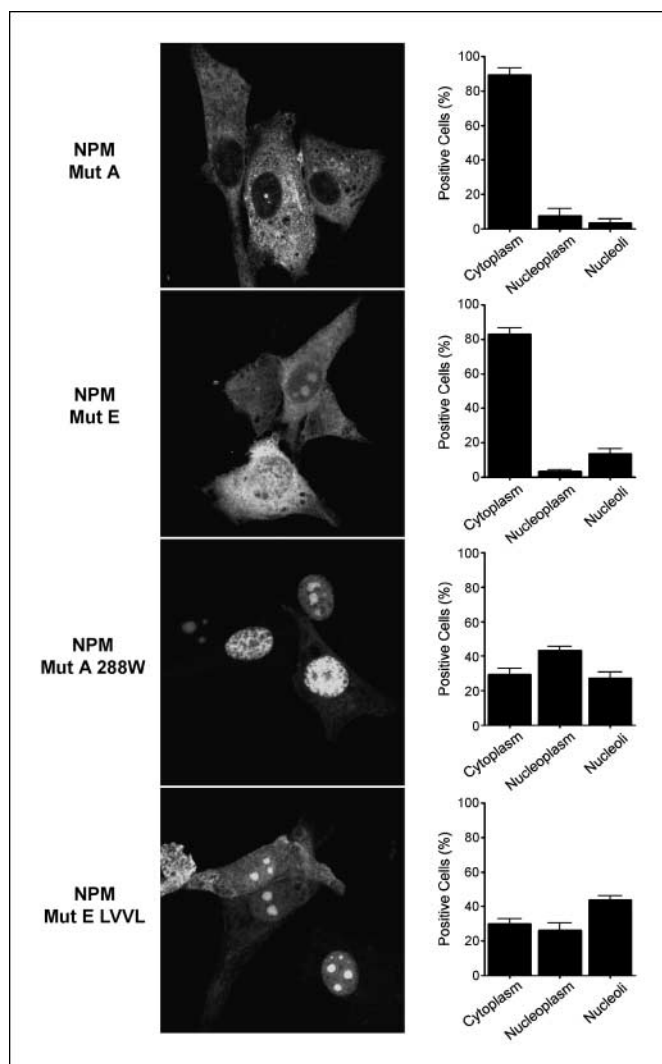 NPM
Mut A
Positive Cells (%)
100
80
60
40
20
0
Cytoplasm
Nucleoplasm
Nucleoli
NPM
Mut E
Positive Cells (%)
100
80
60
40
20
0
Cytoplasm
Nucleoplasm
Nucleoli
NPM
Mut A 288W
Positive Cells (%)
100
80
60
40
20
0
Cytoplasm
Nucleoplasm
Nucleoli
NPM
Mut E LVVL
Positive Cells (%)
100
80
60
40
20
0
Cytoplasm
Nucleoplasm
Nucleoli